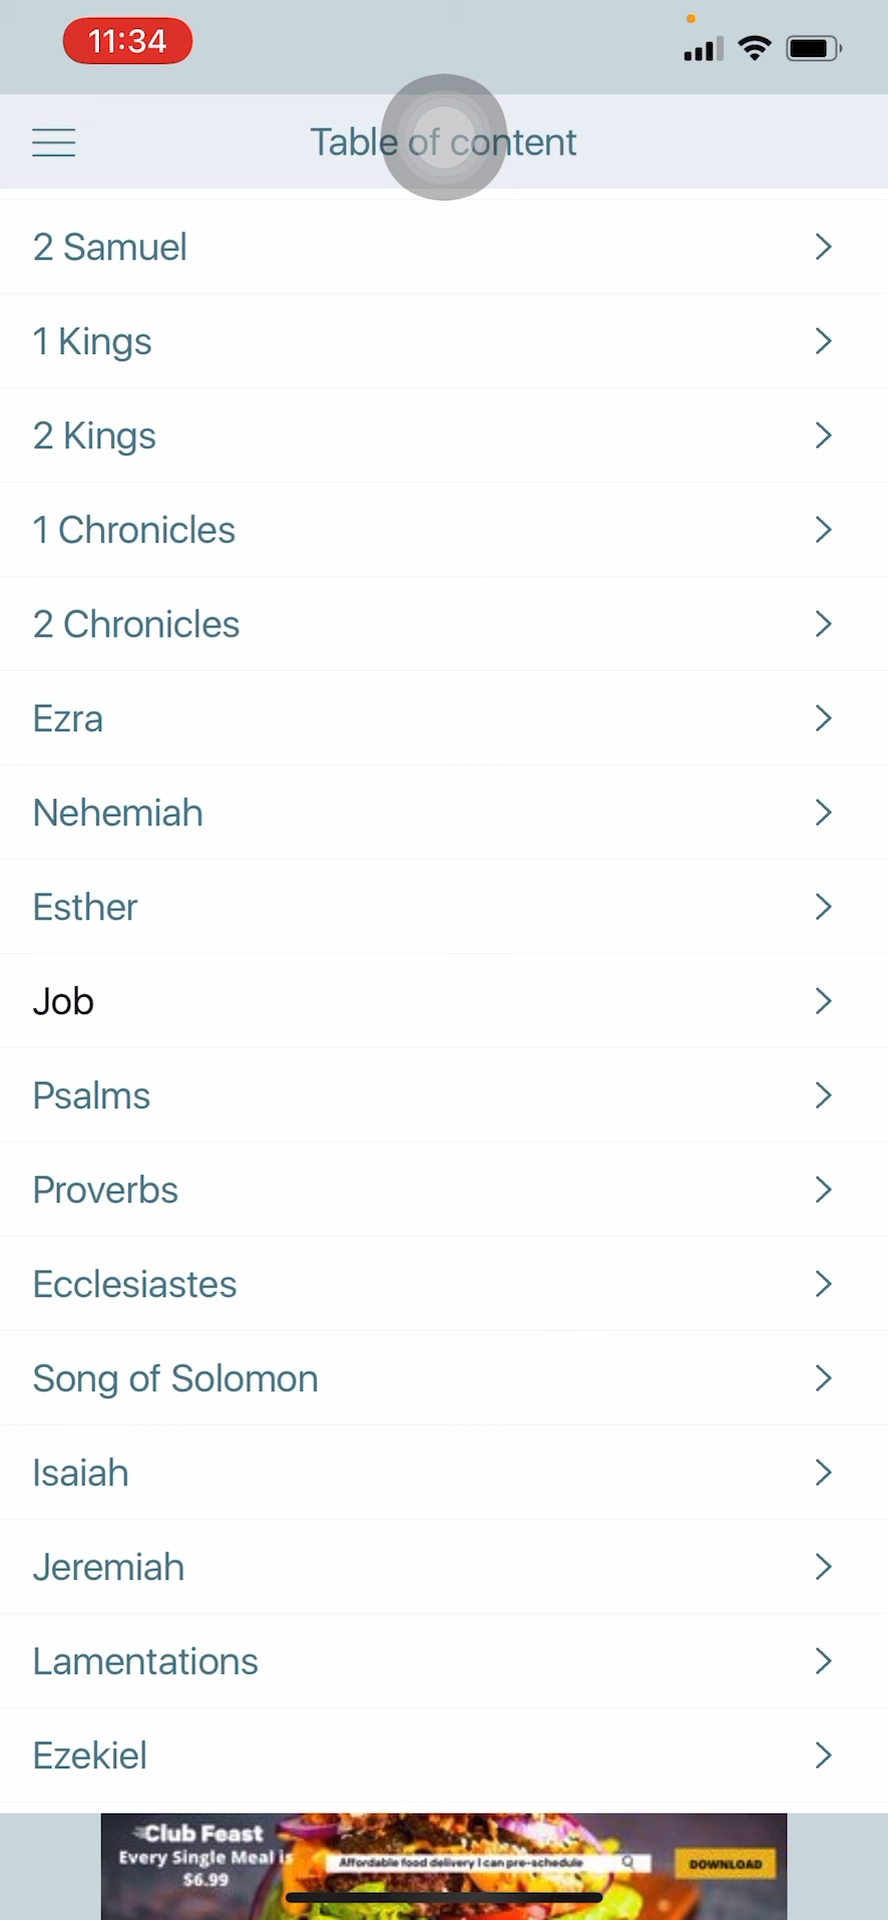 11:34
Table of content
2 Samuel
1 Kings
2 Kings
1 Chronicles
2 Chronicles
Ezra
Nehemiah
Esther
Job
Psalms
Proverbs
Ecclesiastes
Song of Solomon
Isaiah
Jeremiah
Lamentations
Ezekiel
Club Feast
Every Single Meal is
$6.99
Affordable food delivery I can pre-schedule
DOWNLOAD